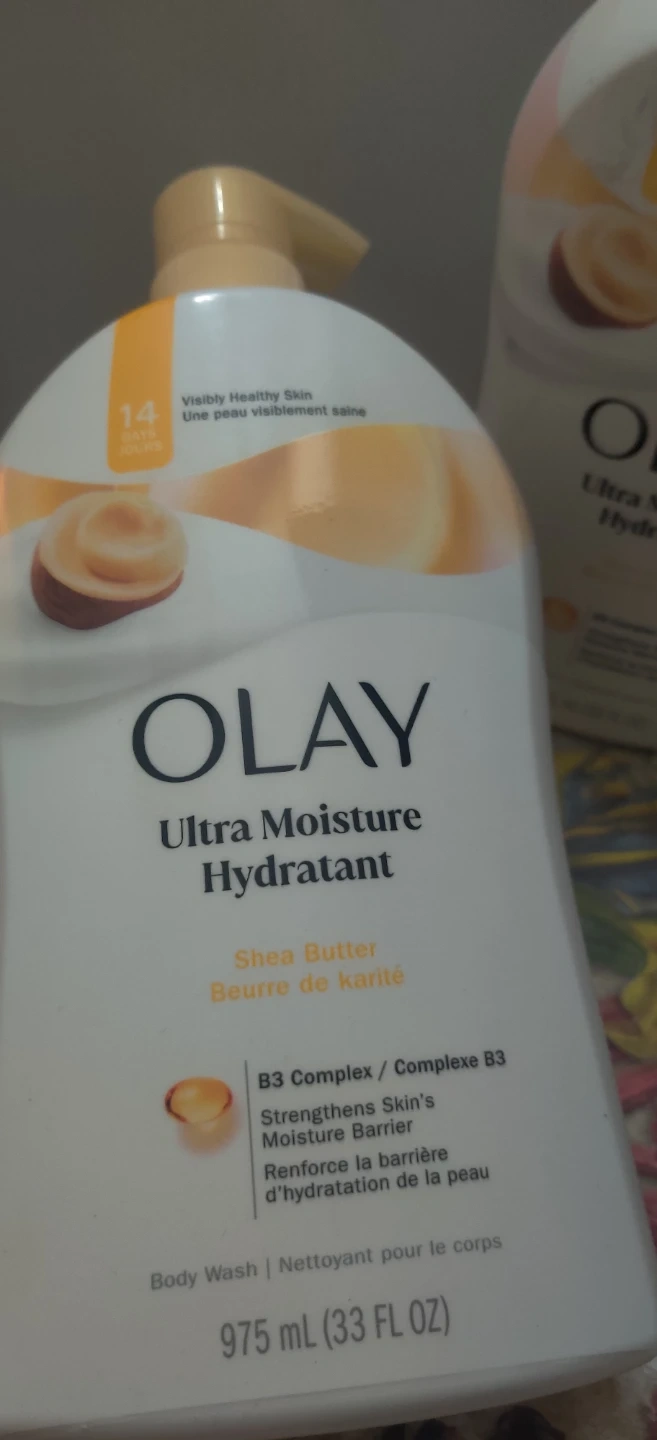 14
DAYS
JOURS
Visibly Healthy Skin
Une peau visiblement saine
OLAY
Ultra Moisture
Hydratant
Shea Butter
Beurre de karité
B3 Complex / Complexe B3
Strengthens Skin's
Moisture Barrier
Renforce la barrière
d'hydratation de la peau
Body Wash | Nettoyant pour le corps
975 mL (33 FL OZ)
Ultra